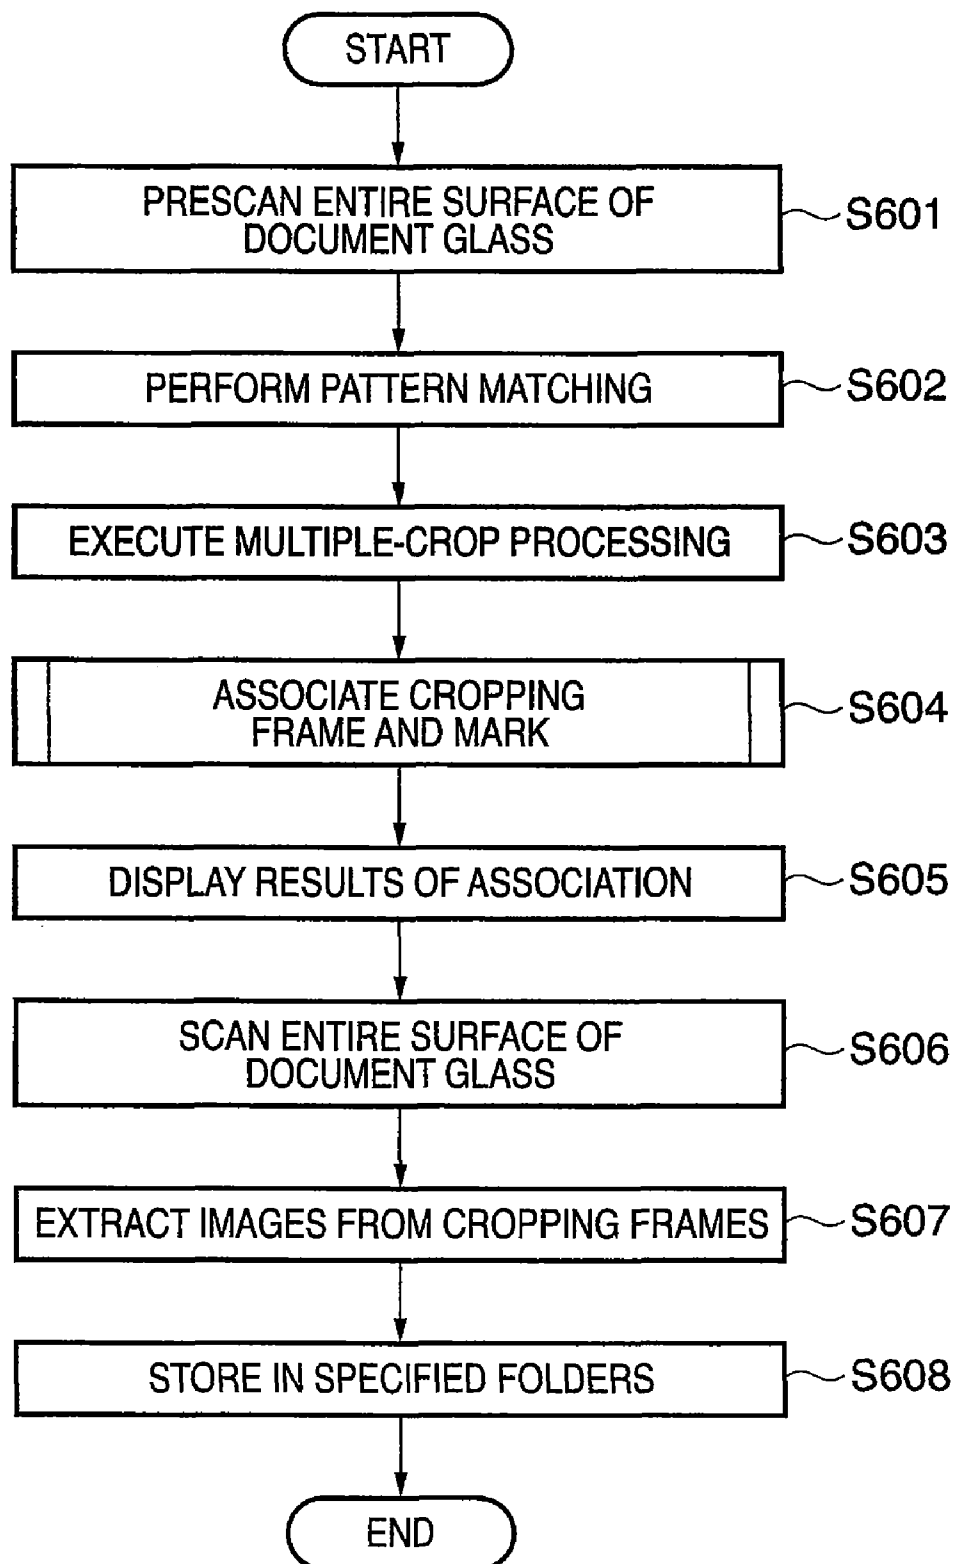 START
PRESCAN ENTIRE SURFACE OF
DOCUMENT GLASS
S601
PERFORM PATTERN MATCHING
S602
EXECUTE MULTIPLE-CROP PROCESSING
S603
ASSOCIATE CROPPING
FRAME AND MARK
S604
DISPLAY RESULTS OF ASSOCIATION
S605
SCAN ENTIRE SURFACE OF
DOCUMENT GLASS
S606
EXTRACT IMAGES FROM CROPPING FRAMES
S607
STORE IN SPECIFIED FOLDERS
S608
END